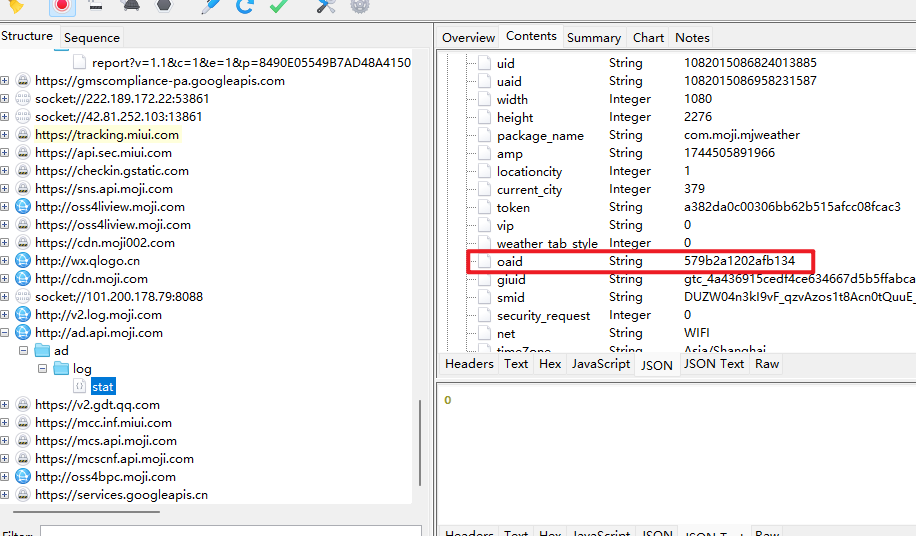 Structure Sequence
report?v=1.1&c=1&e=1&p=8490E05549B7AD48A4150
https://gmscompliance-pa.googleapis.com
socket://222.189.172.22:53861
socket://42.81.252.103:13861
https://tracking.miui.com
https://api.sec.miui.com
https://checkin.gstatic.com
https://sns.api.moji.com
http://oss4liview.moji.com
https://oss4liview.moji.com
https://cdn.moji002.com
http://wx.qlogo.cn
http://cdn.moji.com
socket://101.200.178.79:8088
http://v2.log.moji.com
http://ad.api.moji.com
ad
log
stat
https://v2.gdt.qq.com
https://mcc.inf.miui.com
https://mcs.api.moji.com
https://mcscnf.api.moji.com
http://oss4bpc.moji.com
https://services.googleapis.cn
Filter:
Overview Contents Summary Chart Notes
uid String 1082015086824013885
uaid String 1082015086958231587
width Integer 1080
height Integer 2276
package_name String com.moji.mjweather
amp String 1744505891966
locationcity Integer 1
current_city Integer 379
token String a382da0c00306bb62b515afcc08fcac3
vip String 0
weather_tab_style Integer 0
oaid String 579b2a1202afb134
giuid String gtc_4a436915cedf4ce634667d5b5ffabca
smid String DUZW04n3kI9vF_qzvAzos1t8Acn0tQuuE_
security_request Integer 0
net String WIFI
timeZone String Asia/Shanghai
Headers Text Hex JavaScript JSON JSON Text Raw
0
Headers Text Hex JavaScript JSON JSON Text Raw